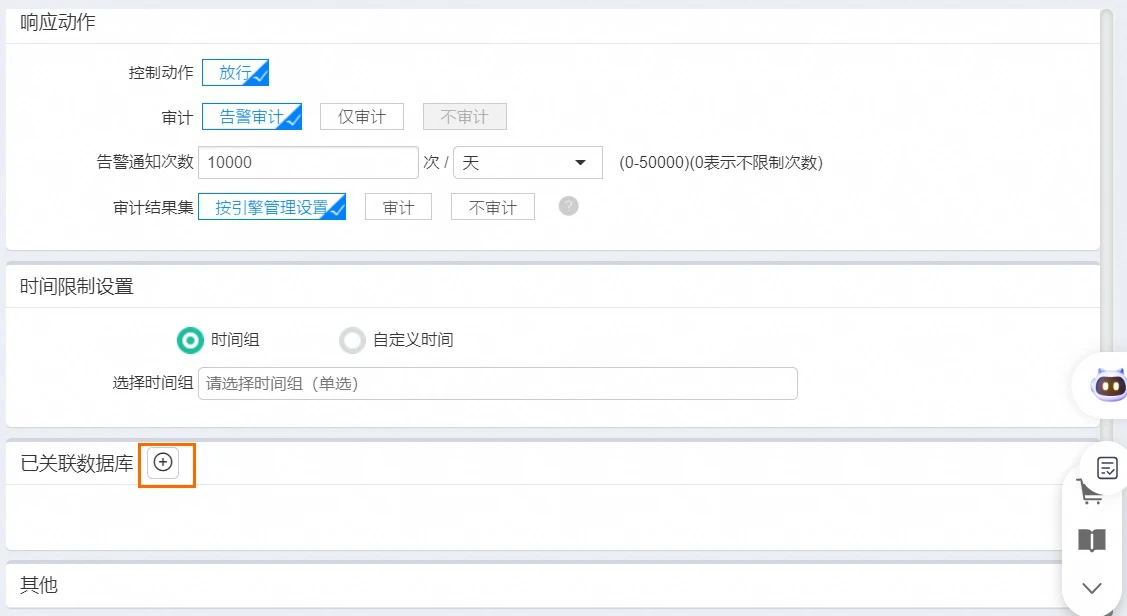 响应动作
控制动作 放行
审计 告警审计 仅审计 不审计
告警通知次数 10000 次 / 天 (0-50000)(0表示不限制次数)
审计结果集 按引擎管理设置 审计 不审计 ?
时间限制设置
时间组 自定义时间
选择时间组 请选择时间组（单选）
已关联数据库
其他